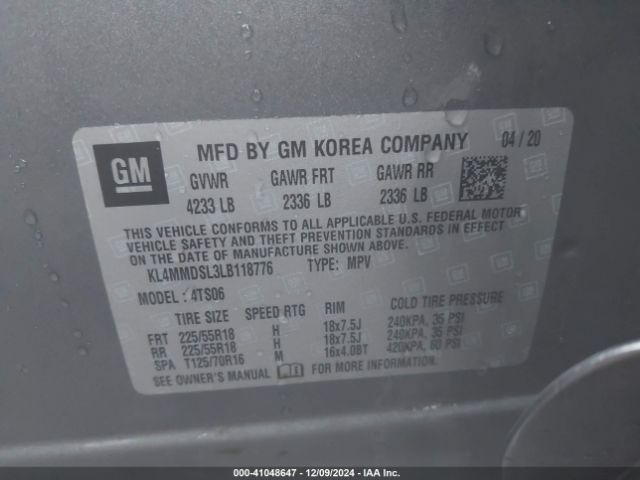 GM
MFD BY GM KOREA COMPANY 04/20
GVWR GAWR FRT GAWR RR
4233 LB 2336 LB 2336 LB
THIS VEHICLE CONFORMS TO ALL APPLICABLE U.S. FEDERAL MOTOR
VEHICLE SAFETY AND THEFT PREVENTION STANDARDS IN EFFECT
ON THE DATE OF MANUFACTURE SHOWN ABOVE.
KL4MMDSL3LB118776 TYPE: MPV
MODEL: 4TS06
TIRE SIZE SPEED RTG RIM COLD TIRE PRESSURE
FRT 225/55R18 H 18x7.5J 240KPA, 35 PSI
RR 225/55R18 H 18x7.5J 240KPA, 35 PSI
SPA T125/70R16 M 16x4.0BT 420KPA, 60 PSI
SEE OWNER'S MANUAL FOR MORE INFORMATION.
000-41048647 - 12/09/2024 - IAA Inc.